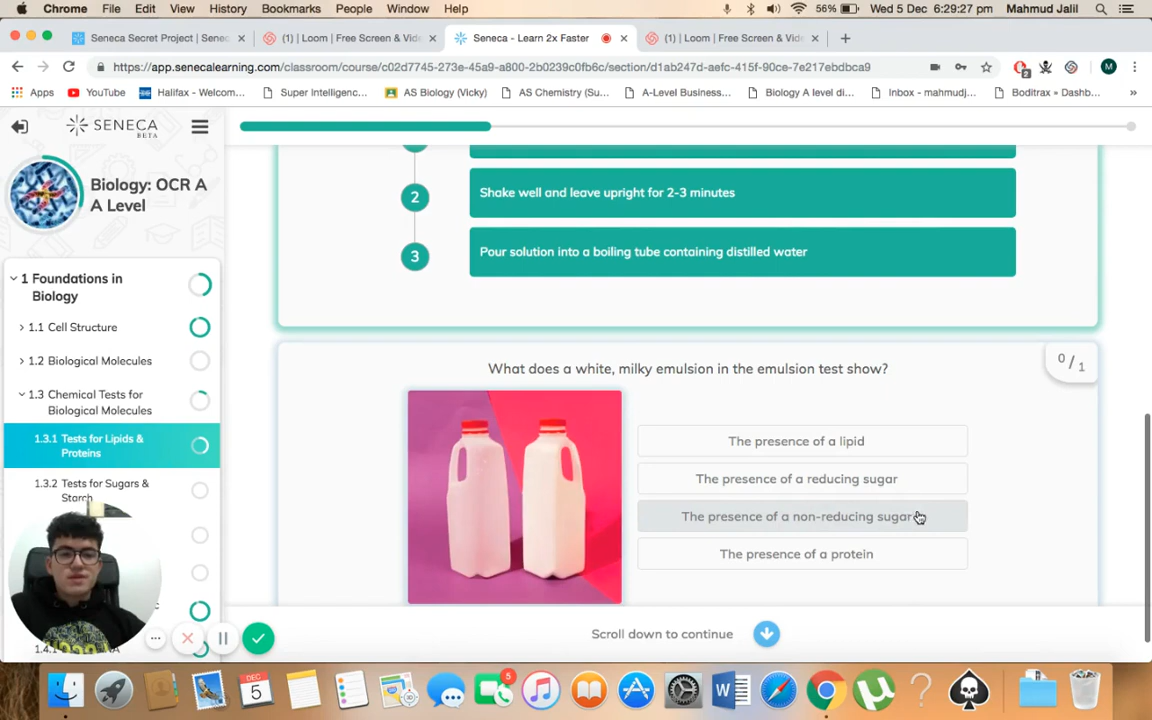 Chrome File Edit View History Bookmarks People Window Help 56% Wed 5 Dec 6:29:27 pm Mahmud Jalil
Seneca Secret Project | Senec (1) | Loom | Free Screen & Vide Seneca - Learn 2x Faster (1) | Loom | Free Screen & Vide
https://app.senecalearning.com/classroom/course/c02d7745-273e-45a9-a800-2b0239c0fb6c/section/d1ab247d-aefc-415f-90ce-7e217ebdbca9
Apps YouTube Halifax - Welcom... Super Intelligenc... AS Biology (Vicky) AS Chemistry (Su... A-Level Business... Biology A level di... Inbox - mahmudj... Boditrax » Dashb... »
SENECA
BETA
Biology: OCR A
A Level
1 Foundations in
Biology
1.1 Cell Structure
1.2 Biological Molecules
1.3 Chemical Tests for
Biological Molecules
1.3.1 Tests for Lipids &
Proteins
1.3.2 Tests for Sugars &
Starch
2 Shake well and leave upright for 2-3 minutes
3 Pour solution into a boiling tube containing distilled water
0 / 1
What does a white, milky emulsion in the emulsion test show?
The presence of a lipid
The presence of a reducing sugar
The presence of a non-reducing sugar
The presence of a protein
Scroll down to continue
DEC
5
5